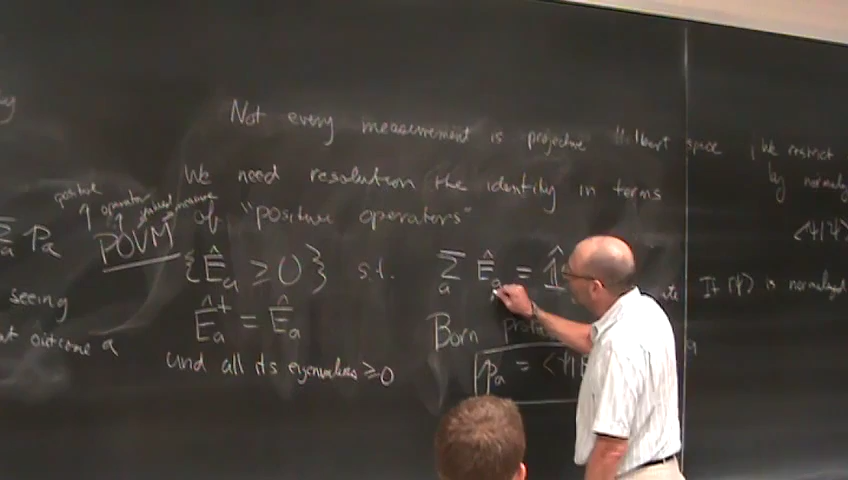 Not every measurement is projective Hilbert space
We restrict
by normaliz
We need resolution the identity in terms
of "positive operators"
positive operator valued measure
POVM
Σ_a p_a
⟨Ψ|Ψ⟩
{Ê_a ≥ 0} s.t. Σ_a Ê_a = 1̂
If |Ψ⟩ is normalized
seeing
Ê_a† = Ê_a
Born
outcome a
and all its eigenvalues ≥ 0
p_a = ⟨Ψ|